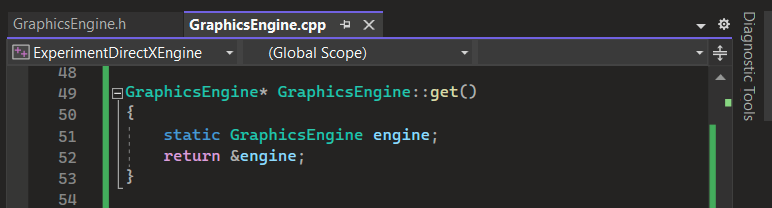 GraphicsEngine.h
GraphicsEngine.cpp
ExperimentDirectXEngine
(Global Scope)
48
49 GraphicsEngine* GraphicsEngine::get()
50 {
51 static GraphicsEngine engine;
52 return &engine;
53 }
54
Diagnostic Tools